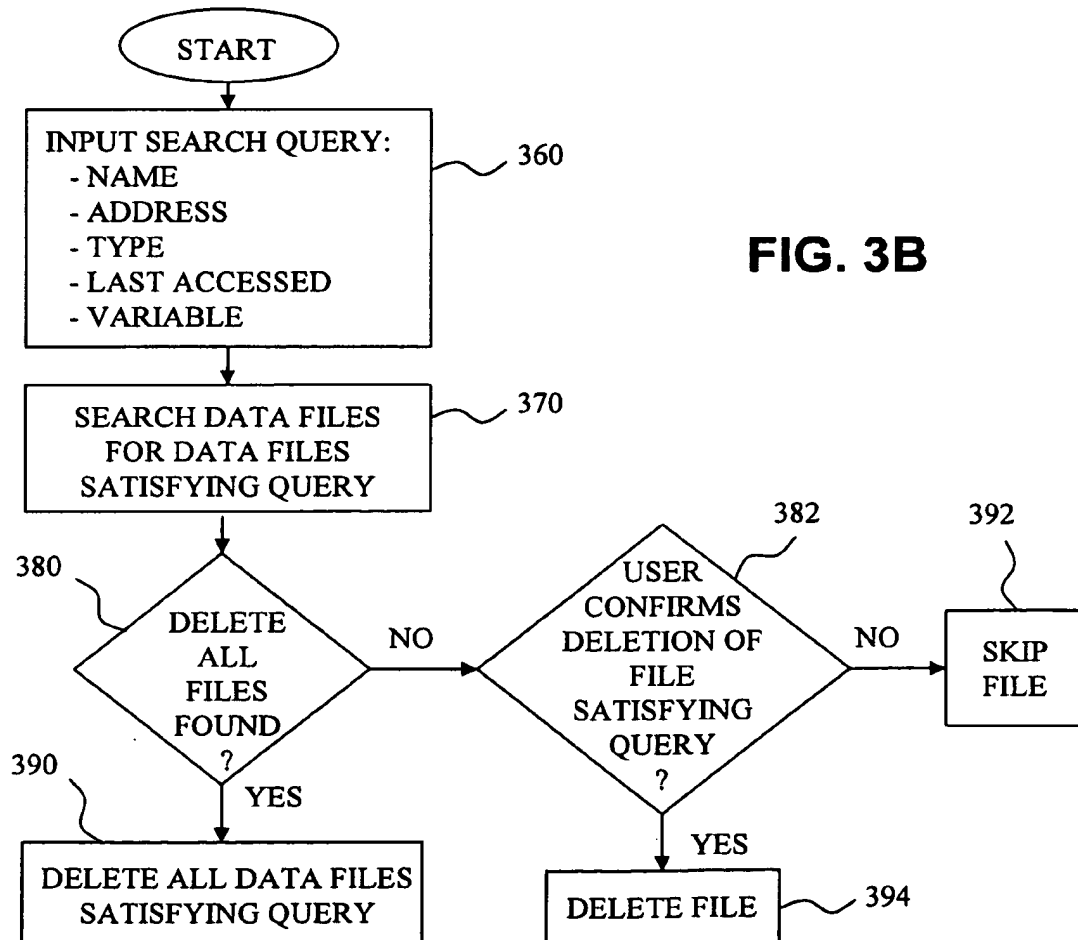 START
INPUT SEARCH QUERY:
- NAME
- ADDRESS
- TYPE
- LAST ACCESSED
- VARIABLE
360
FIG. 3B
SEARCH DATA FILES
FOR DATA FILES
SATISFYING QUERY
370
380
DELETE
ALL
FILES
FOUND
?
NO
YES
382
USER
CONFIRMS
DELETION OF
FILE
SATISFYING
QUERY
?
NO
YES
392
SKIP
FILE
390
DELETE ALL DATA FILES
SATISFYING QUERY
DELETE FILE
394